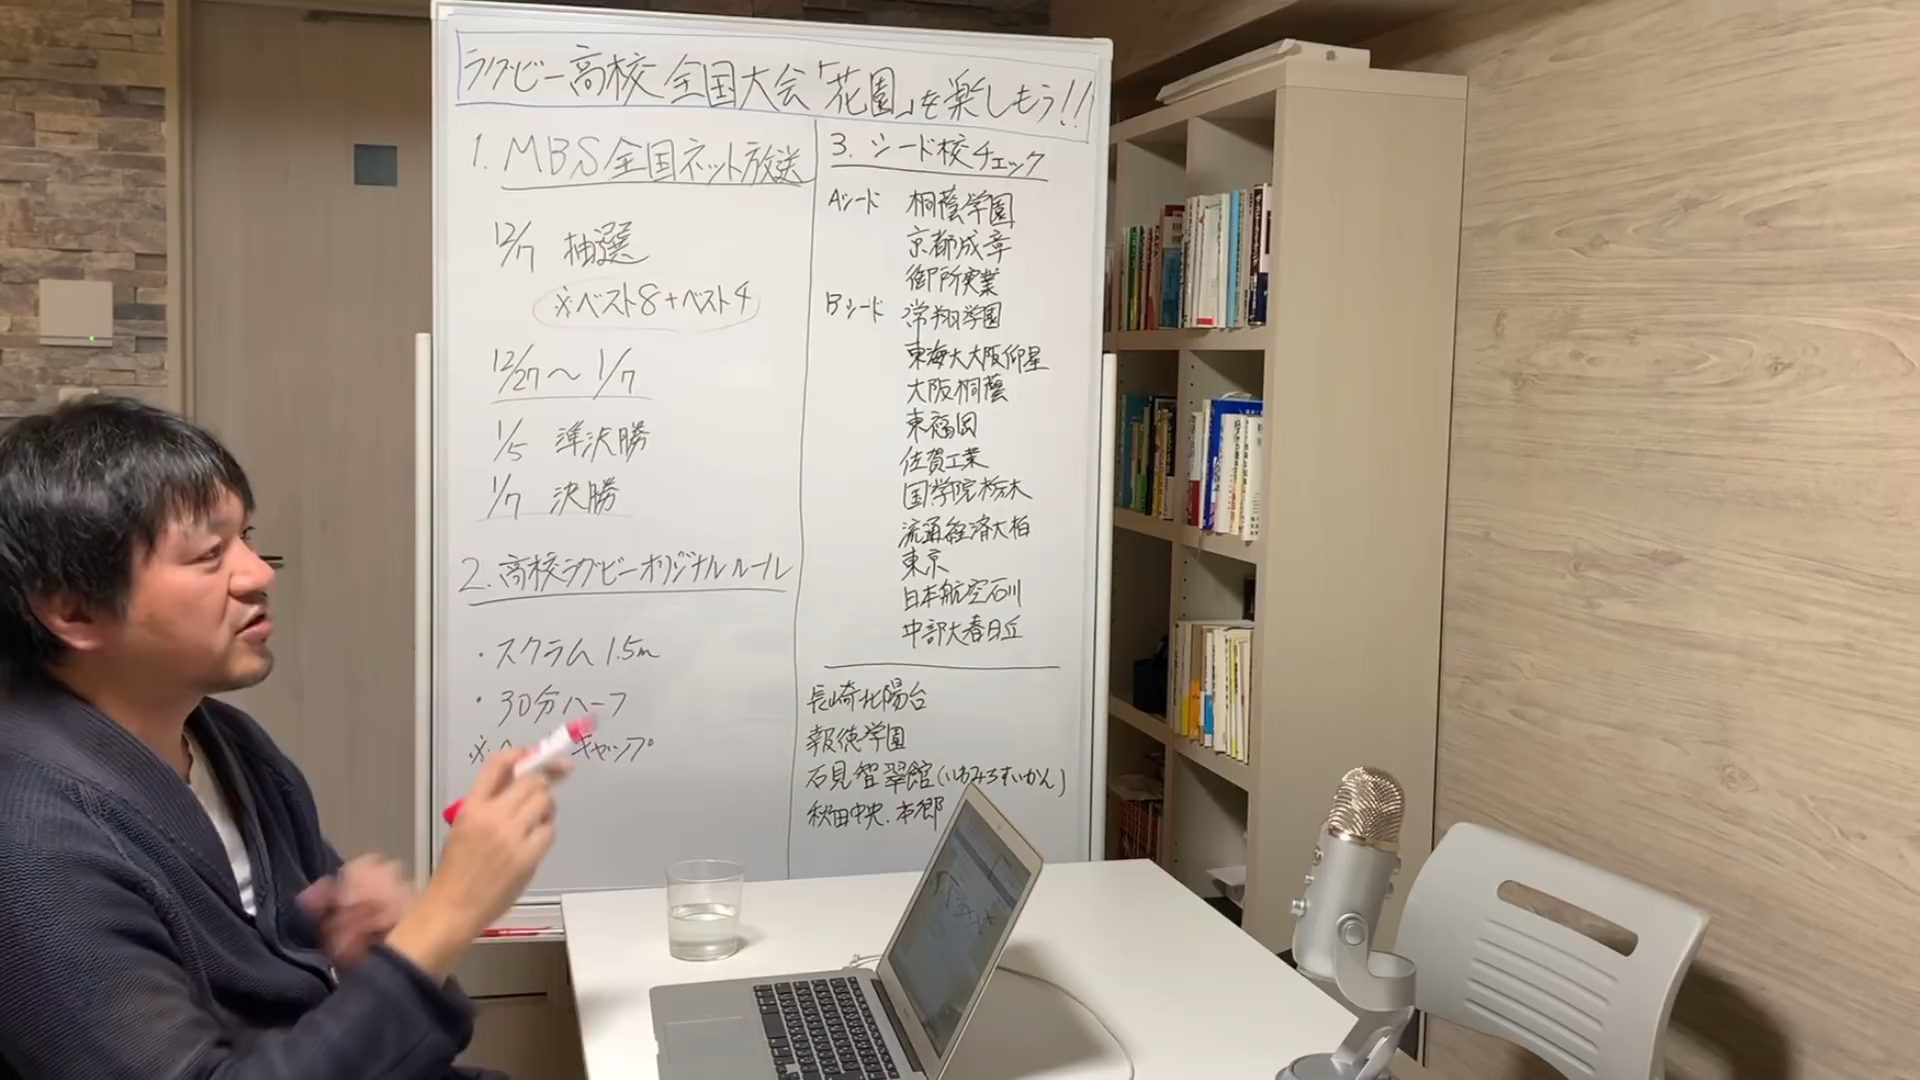 ラグビー高校全国大会「花園」を楽しもう!!
1. MBS全国ネット放送
12/7 抽選
※ベスト8+ベスト4
12/27〜1/7
1/5 準決勝
1/7 決勝
2. 高校ラグビーオリジナルルール
・スクラム1.5m
・30分ハーフ
※ キャップ
3. シード校チェック
Aシード 桐蔭学園
京都成章
御所実業
Bシード 常翔学園
東海大大阪仰星
大阪桐蔭
東福岡
佐賀工業
国学院栃木
流通経済大柏
東京
日本航空石川
中部大春日丘
長崎北陽台
報徳学園
石見智翠館(いわみちすいかん)
秋田中央.本郷